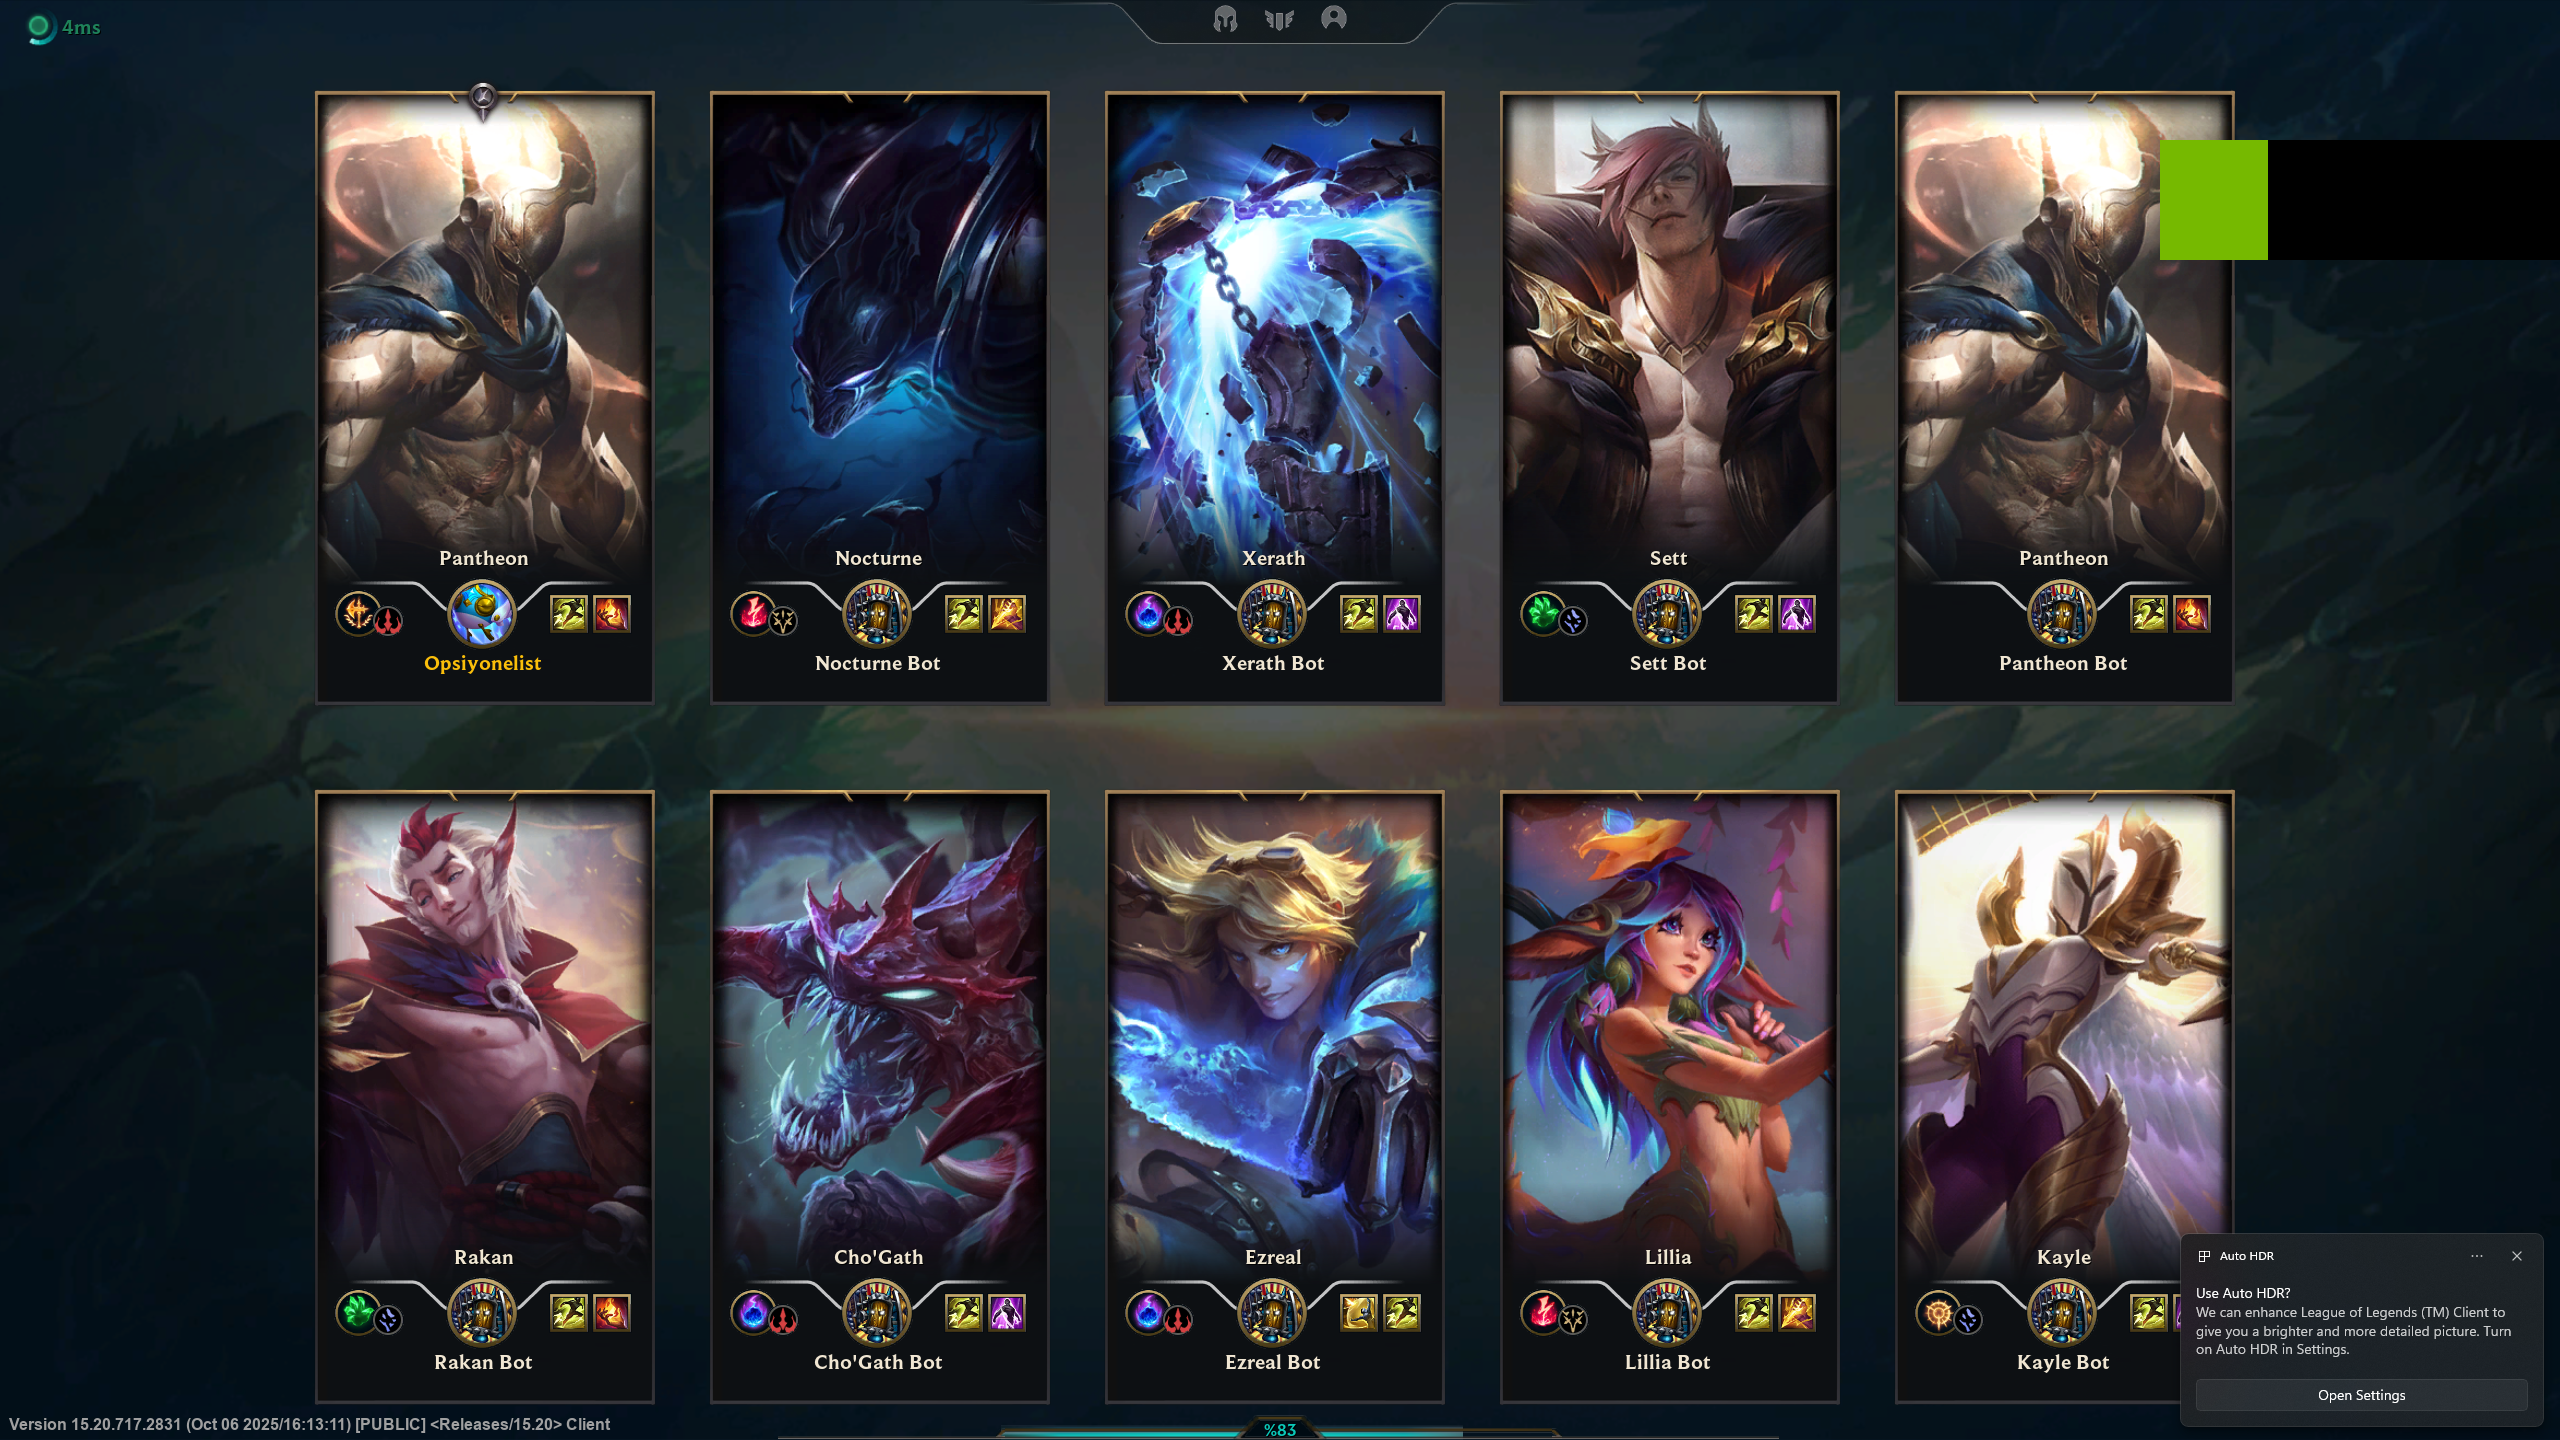 4ms
Pantheon
Opsiyonelist
Nocturne
Nocturne Bot
Xerath
Xerath Bot
Sett
Sett Bot
Pantheon
Pantheon Bot
Rakan
Rakan Bot
Cho'Gath
Cho'Gath Bot
Ezreal
Ezreal Bot
Lillia
Lillia Bot
Kayle
Kayle Bot
Auto HDR
Use Auto HDR?
We can enhance League of Legends (TM) Client to
give you a brighter and more detailed picture. Turn
on Auto HDR in Settings.
Open Settings
Version 15.20.717.2831 (Oct 06 2025/16:13:11) [PUBLIC] <Releases/15.20> Client
%83